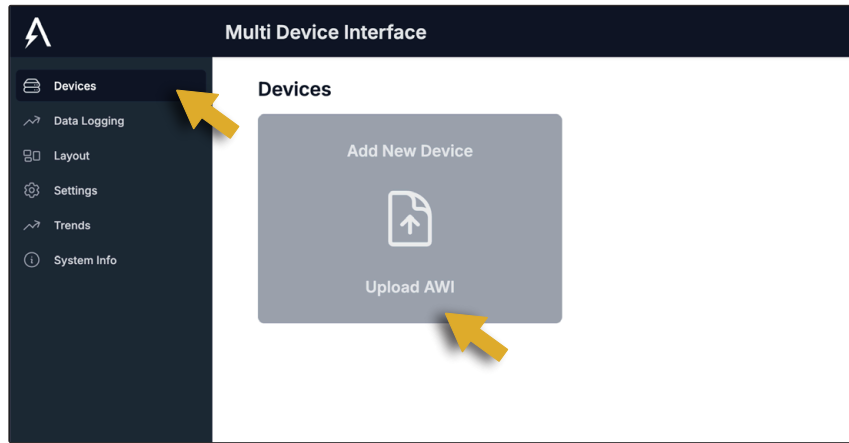 Multi Device Interface
Devices
Data Logging
Layout
Settings
Trends
System Info
Devices
Add New Device
Upload AWI